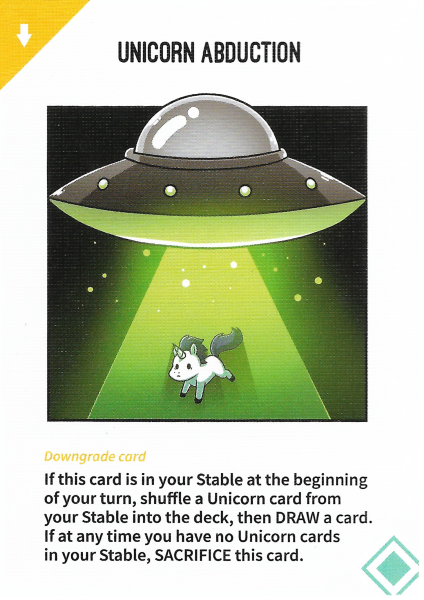 UNICORN ABDUCTION
Downgrade card
If this card is in your Stable at the beginning
of your turn, shuffle a Unicorn card from
your Stable into the deck, then DRAW a card.
If at any time you have no Unicorn cards
in your Stable, SACRIFICE this card.